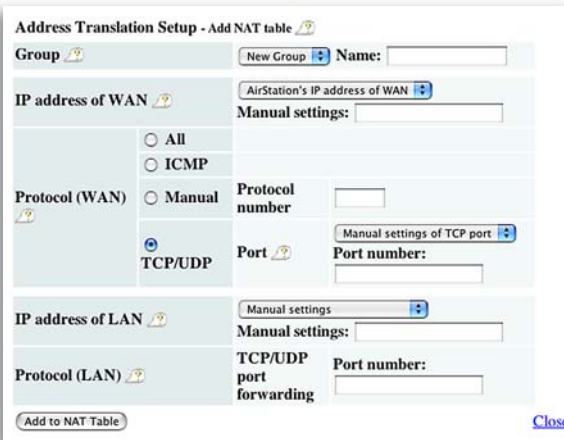 Address Translation Setup - Add NAT table
Group
New Group Name:
IP address of WAN
AirStation's IP address of WAN
Manual settings:
Protocol (WAN)
All
ICMP
Manual
Protocol number
TCP/UDP
Port
Manual settings of TCP port
Port number:
IP address of LAN
Manual settings
Manual settings:
Protocol (LAN)
TCP/UDP
port
forwarding
Port number:
Add to NAT Table
Close